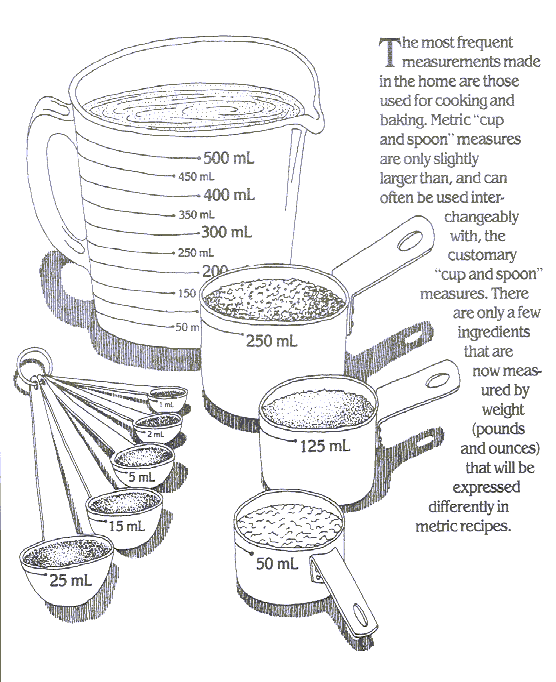 The most frequent
measurements made
in the home are those
used for cooking and
baking. Metric "cup
and spoon" measures
are only slightly
larger than, and can
often be used inter-
changeably
with, the
customary
"cup and spoon"
measures. There
are only a few
ingredients
that are
now meas-
ured by
weight
(pounds
and ounces)
that will be
expressed
differently in
metric recipes.
500 mL
450 mL
400 mL
350 mL
300 mL
250 mL
200
150
50 m
250 mL
125 mL
50 mL
1 mL
2 mL
5 mL
15 mL
25 mL